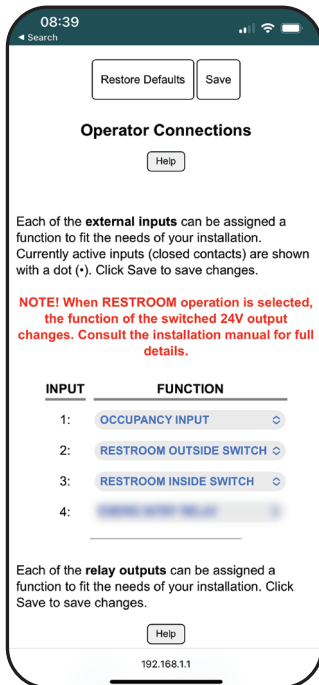 08:39
◂ Search
Restore Defaults
Save
Operator Connections
Help
Each of the external inputs can be assigned a
function to fit the needs of your installation.
Currently active inputs (closed contacts) are shown
with a dot (•). Click Save to save changes.
NOTE! When RESTROOM operation is selected,
the function of the switched 24V output
changes. Consult the installation manual for full
details.
INPUT FUNCTION
1: OCCUPANCY INPUT
2: RESTROOM OUTSIDE SWITCH
3: RESTROOM INSIDE SWITCH
4:
Each of the relay outputs can be assigned a
function to fit the needs of your installation. Click
Save to save changes.
Help
192.168.1.1